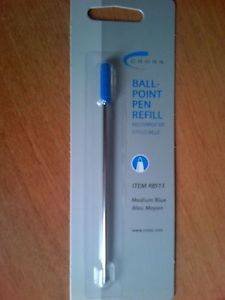 CROSS
BALL-
POINT
PEN
REFILL
ITEM #8511
Medium Blue
Bleu Moyen
www.cross.com